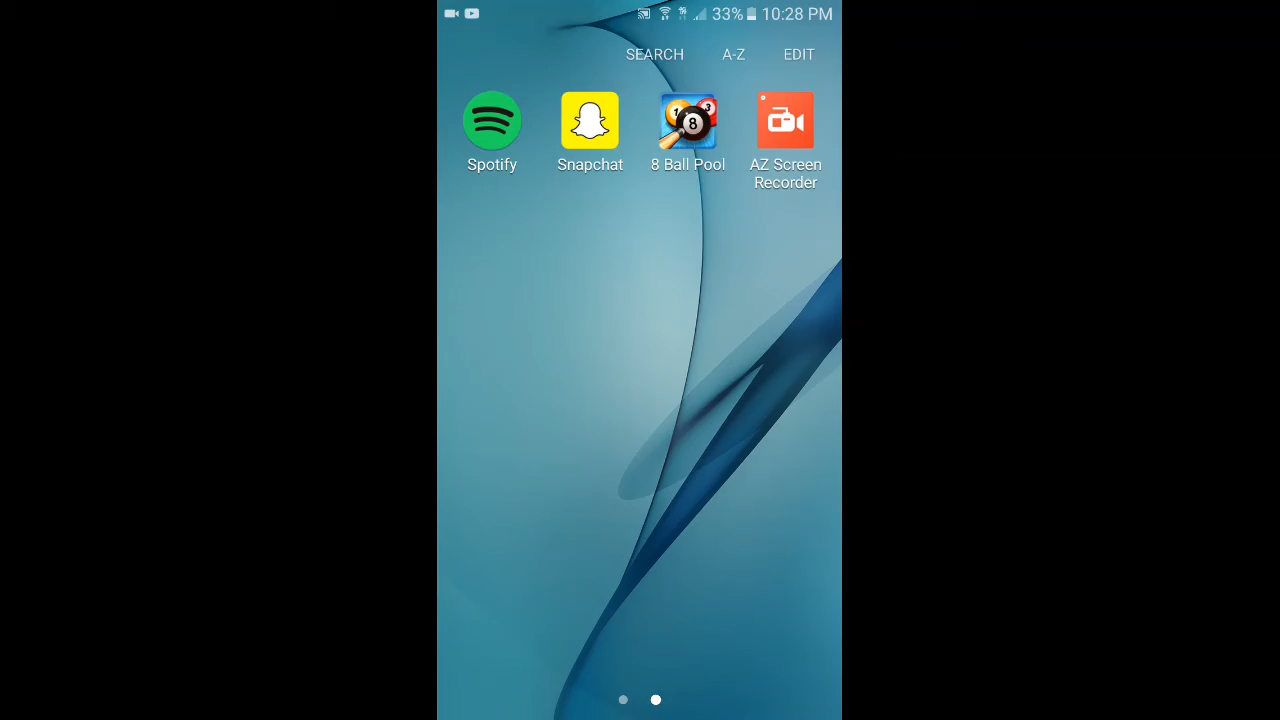 33% 10:28 PM
SEARCH A-Z EDIT
Spotify Snapchat 8 Ball Pool AZ Screen Recorder